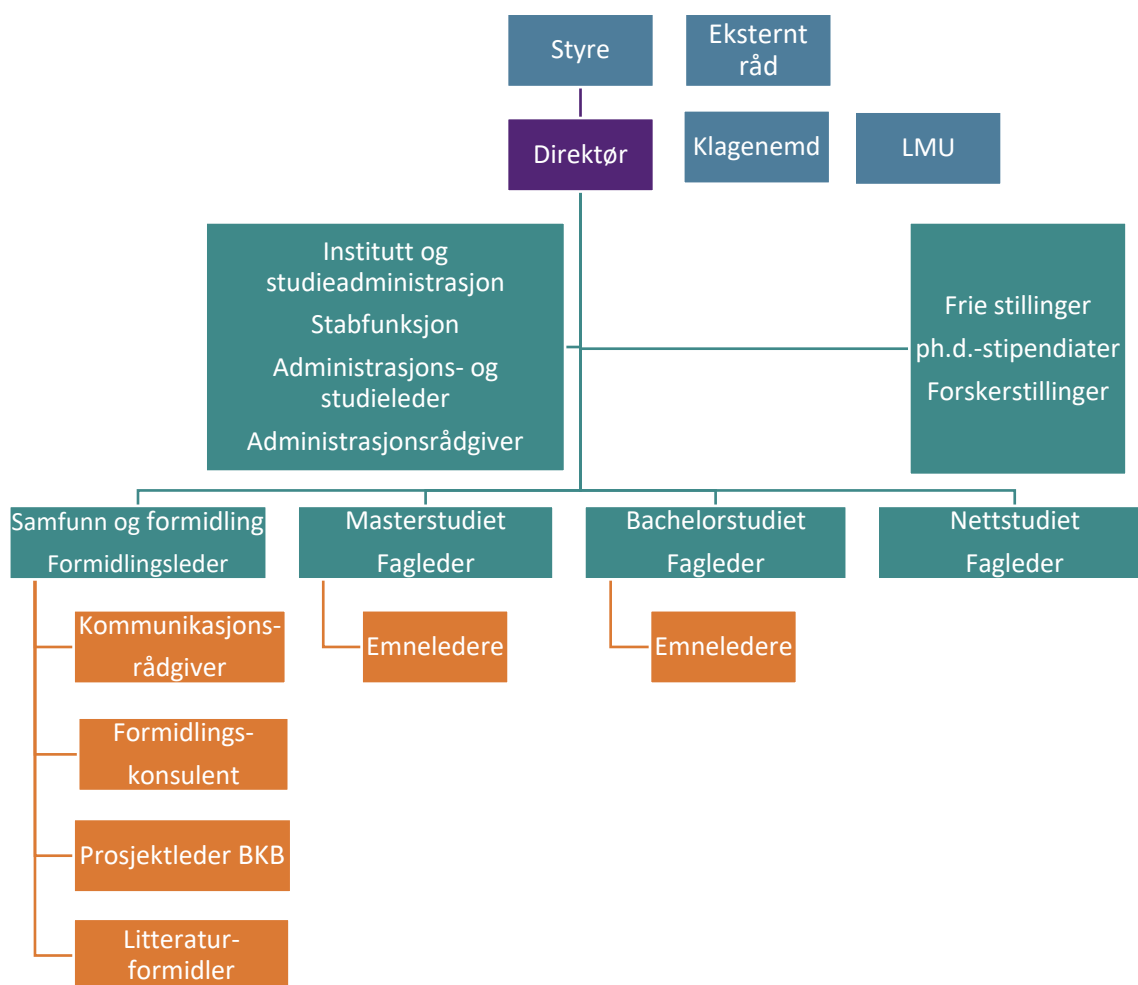 Styre
Eksternt
råd
Direktør
Klagenemd
LMU
Institutt og
studieadministrasjon
Stabfunksjon
Administrasjons- og
studieleder
Administrasjonsrådgiver
Frie stillinger
ph.d.-stipendiater
Forskerstillinger
Samfunn og formidling
Formidlingsleder
Masterstudiet
Fagleder
Bachelorstudiet
Fagleder
Nettstudiet
Fagleder
Kommunikasjons-
rådgiver
Formidlings-
konsulent
Prosjektleder BKB
Litteratur-
formidler
Emneledere
Emneledere